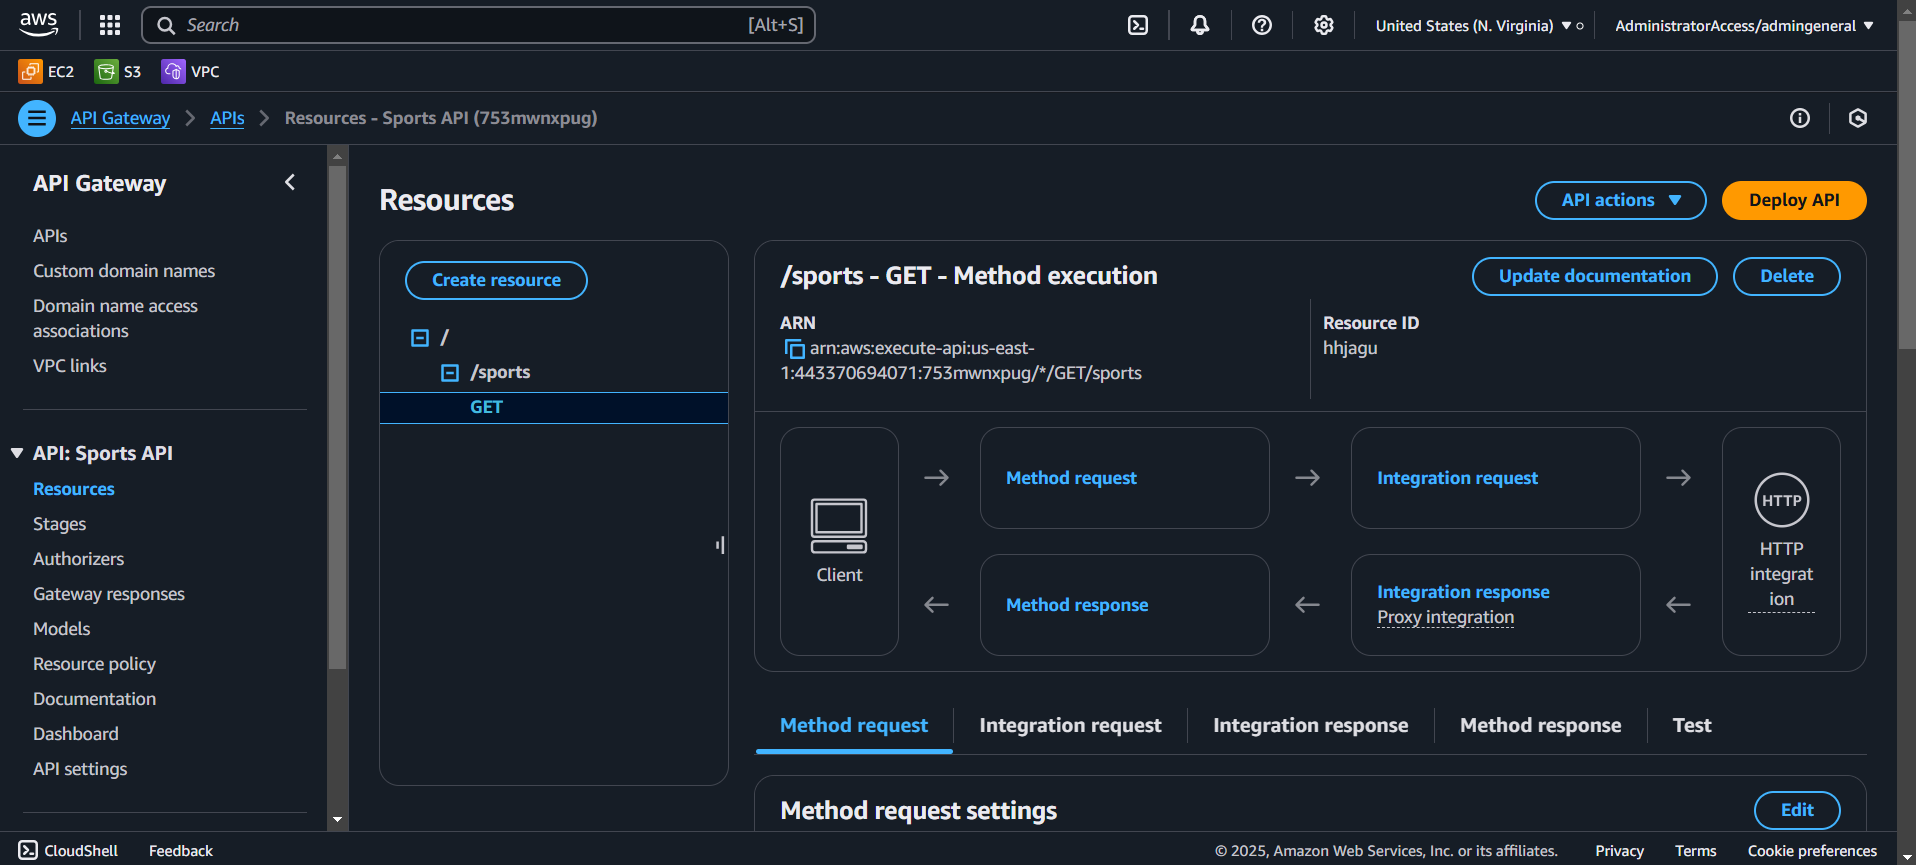 aws
Search
[Alt+S]
United States (N. Virginia)
AdministratorAccess/admingeneral
EC2
S3
VPC
API Gateway
APIs
Resources - Sports API (753mwnxpug)
API Gateway
APIs
Custom domain names
Domain name access
associations
VPC links
API: Sports API
Resources
Stages
Authorizers
Gateway responses
Models
Resource policy
Documentation
Dashboard
API settings
Resources
API actions
Deploy API
Create resource
/
/sports
GET
/sports - GET - Method execution
Update documentation
Delete
ARN
arn:aws:execute-api:us-east-
1:443370694071:753mwnxpug/*/GET/sports
Resource ID
hhjagu
Client
Method request
Integration request
HTTP
HTTP
integrat
ion
Method response
Integration response
Proxy integration
Method request
Integration request
Integration response
Method response
Test
Method request settings
Edit
CloudShell
Feedback
© 2025, Amazon Web Services, Inc. or its affiliates.
Privacy
Terms
Cookie preferences